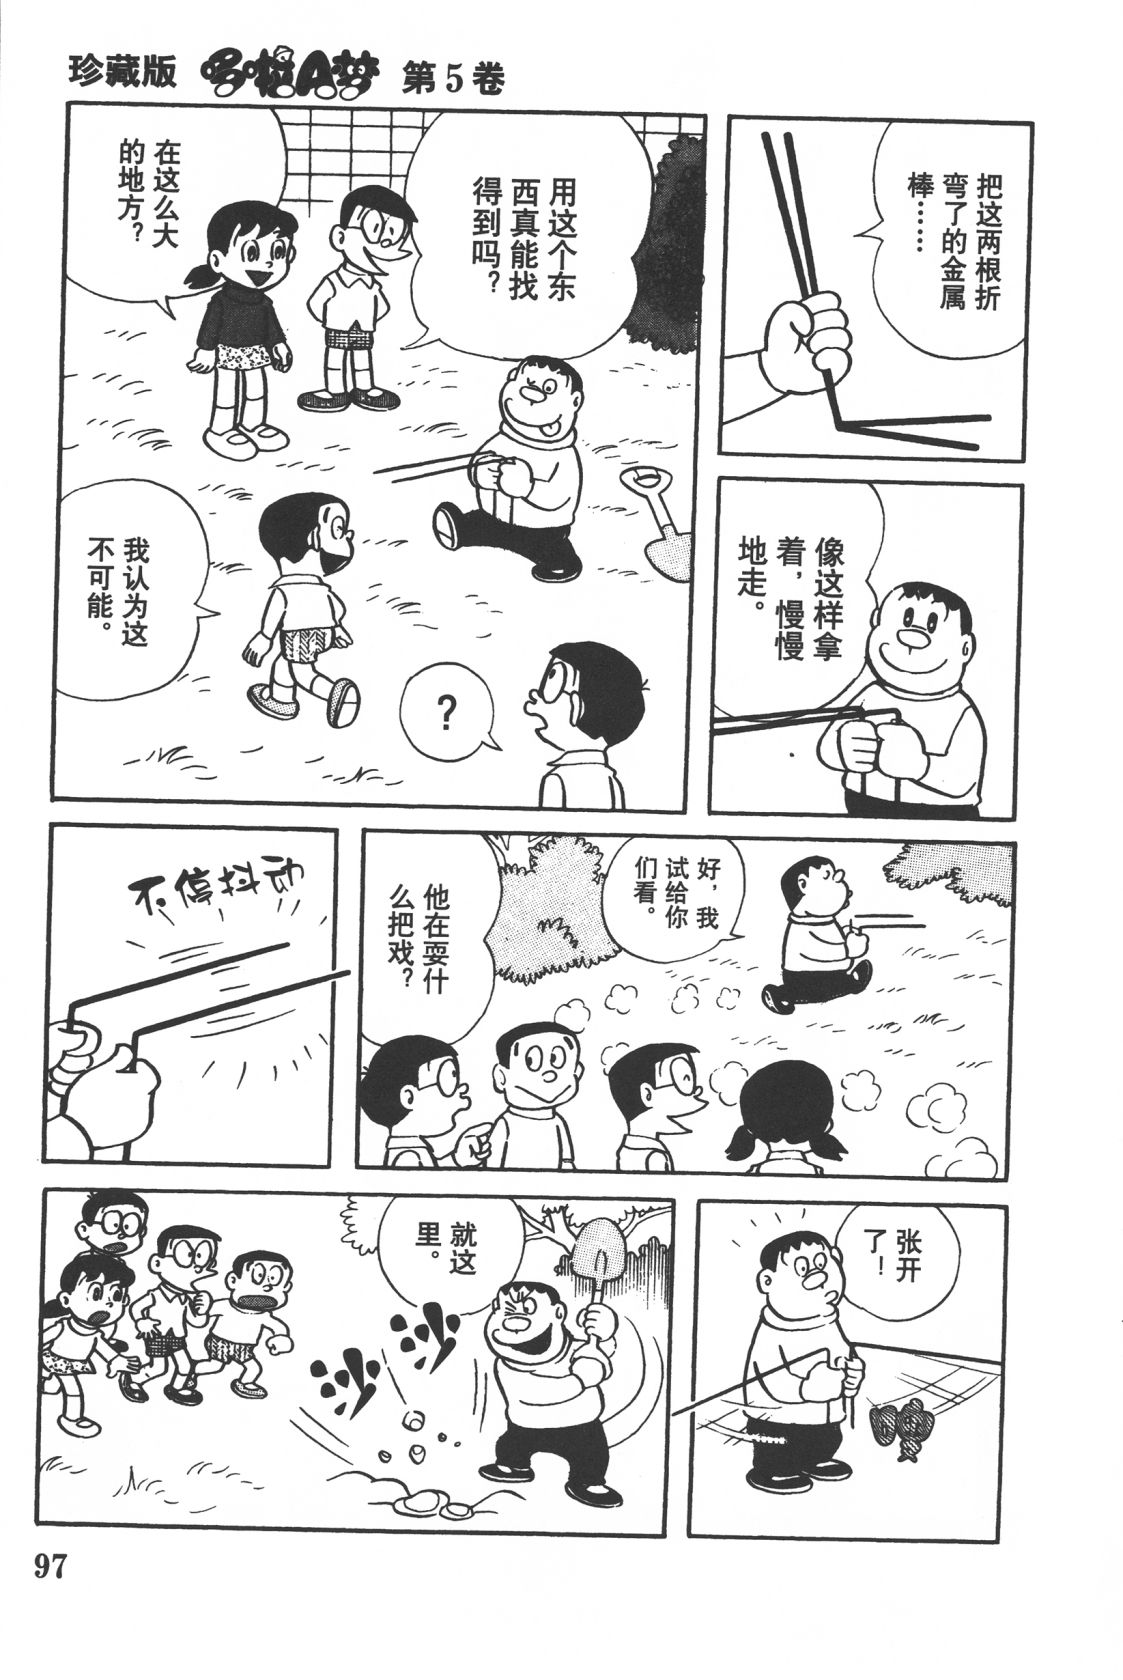 珍藏版 哆啦A梦 第5卷
把这两根折
弯了的金属
棒……
像这样拿
着，慢慢
地走。
用这个东
西真能找
得到吗？
在这么大
的地方？
我认为这
不可能。
？
好，我
试给你
们看。
他在耍什
么把戏？
不停抖动
张开
了！
就这
里。
沙
沙
97